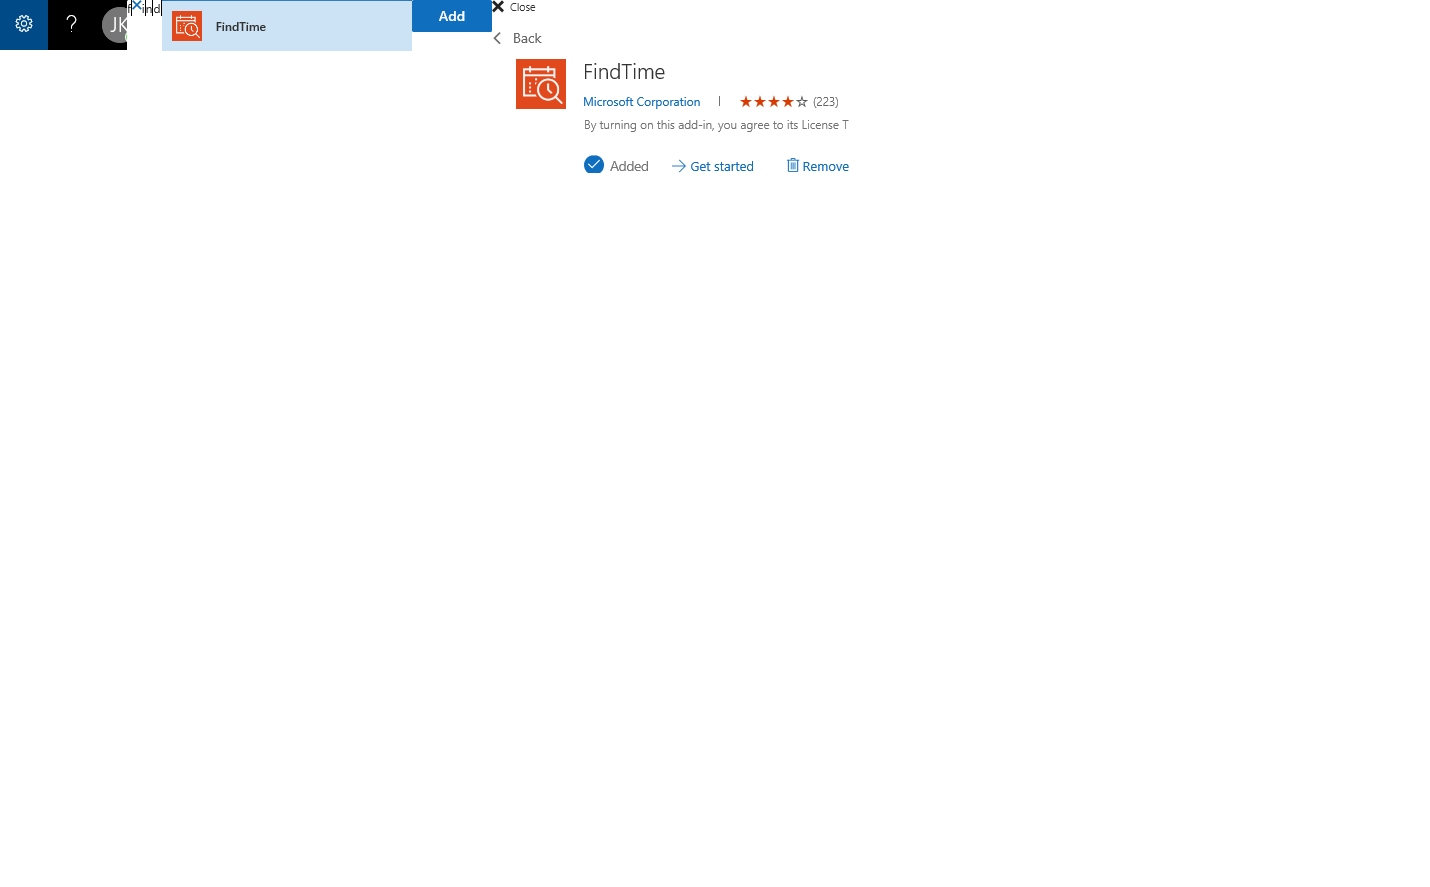 ?
JK
find
FindTime
Add
Close
Back
FindTime
Microsoft Corporation | (223)
By turning on this add-in, you agree to its License T
Added
Get started
Remove